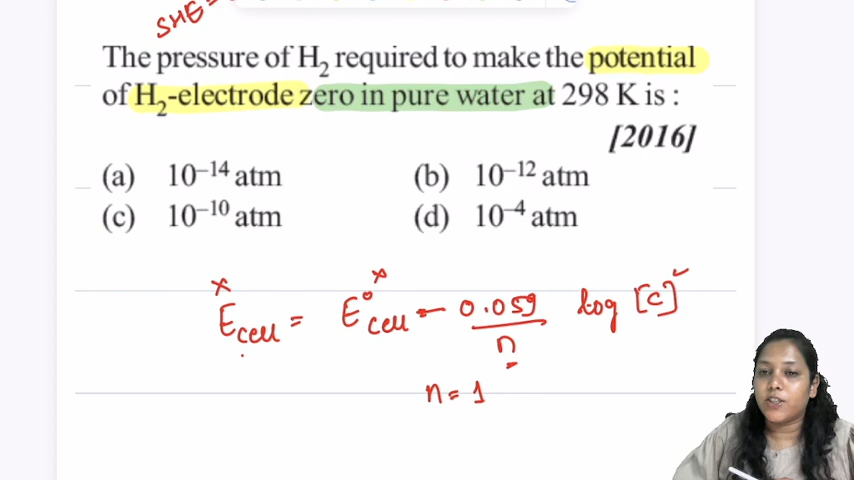 SHE =
The pressure of H₂ required to make the potential
of H₂-electrode zero in pure water at 298 K is :
[2016]
(a) 10⁻¹⁴ atm (b) 10⁻¹² atm
(c) 10⁻¹⁰ atm (d) 10⁻⁴ atm
E cell = E° cell - 0.059/n log [c]
n = 1